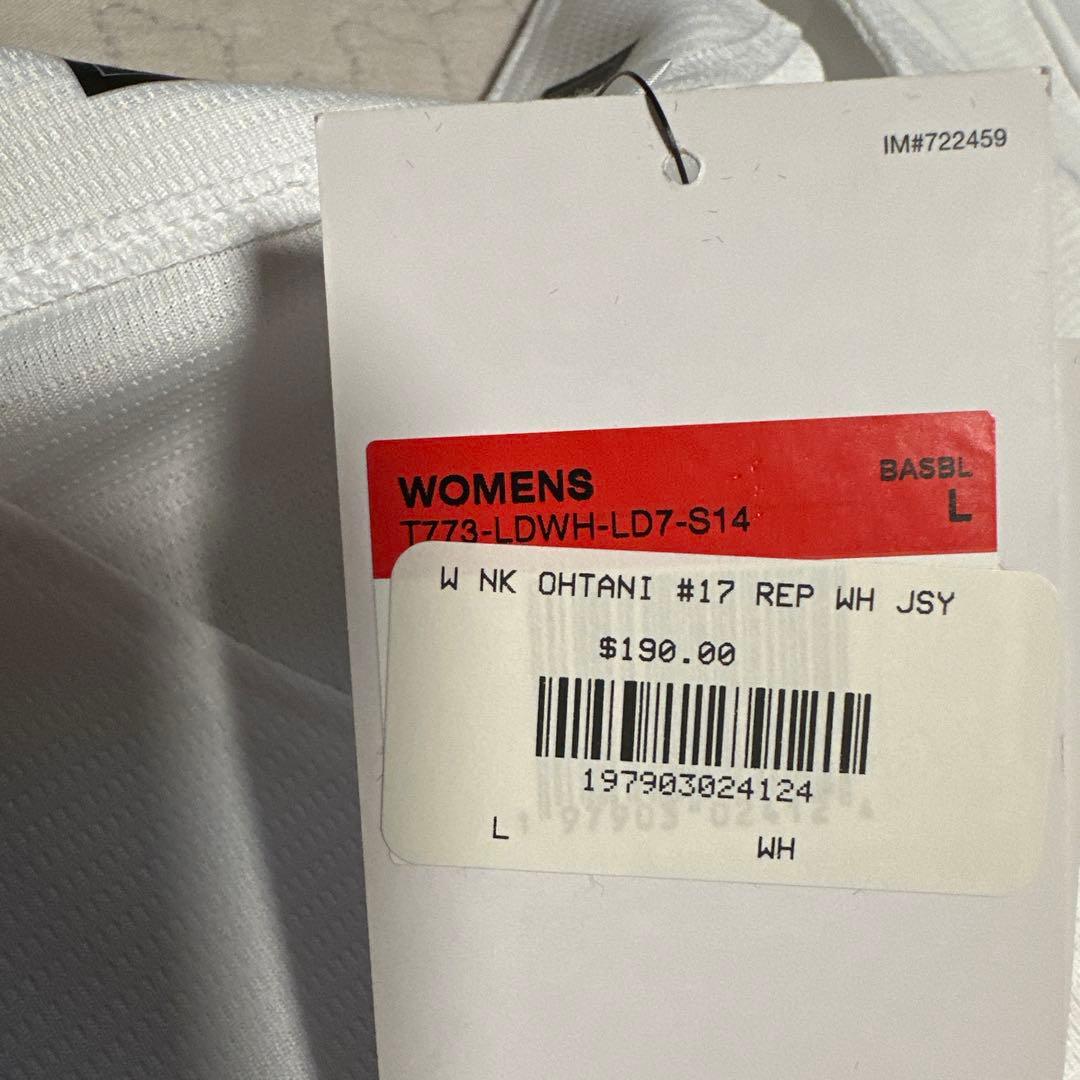 IM#722459
WOMENS
BASBL
T773-LDWH-LD7-S14
L
W NK OHTANI #17 REP WH JSY
$190.00
197903024124
L
WH